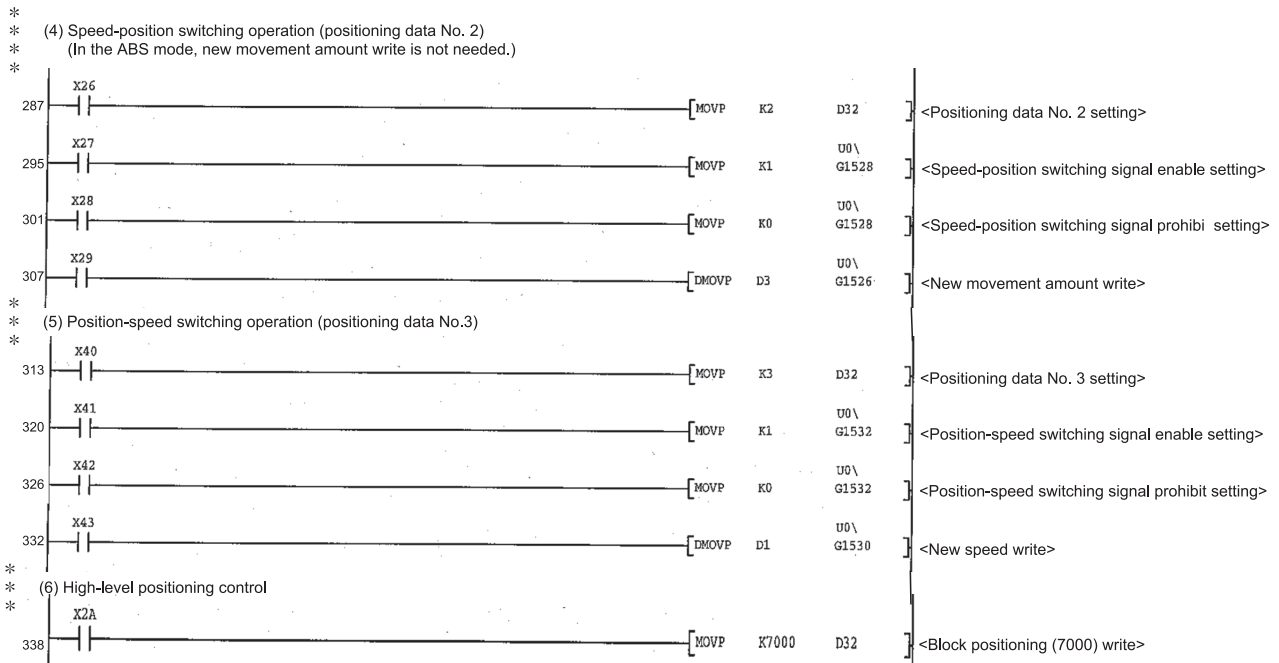 *
* (4) Speed-position switching operation (positioning data No. 2)
* (In the ABS mode, new movement amount write is not needed.)
*
X26
287 [MOVP K2 D32 ] <Positioning data No. 2 setting>
X27 U0\
295 [MOVP K1 G1528 ] <Speed-position switching signal enable setting>
X28 U0\
301 [MOVP K0 G1528 ] <Speed-position switching signal prohibi setting>
X29 U0\
307 [DMOVP D3 G1526 ] <New movement amount write>
*
* (5) Position-speed switching operation (positioning data No.3)
*
X40
313 [MOVP K3 D32 ] <Positioning data No. 3 setting>
X41 U0\
320 [MOVP K1 G1532 ] <Position-speed switching signal enable setting>
X42 U0\
326 [MOVP K0 G1532 ] <Position-speed switching signal prohibit setting>
X43 U0\
332 [DMOVP D1 G1530 ] <New speed write>
*
* (6) High-level positioning control
*
X2A
338 [MOVP K7000 D32 ] <Block positioning (7000) write>